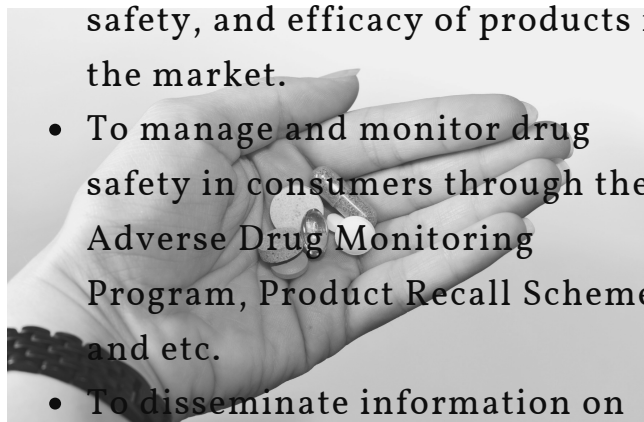 safety, and efficacy of products
the market.
• To manage and monitor drug
safety in consumers through the
Adverse Drug Monitoring
Program, Product Recall Scheme
and etc.
• To disseminate information on